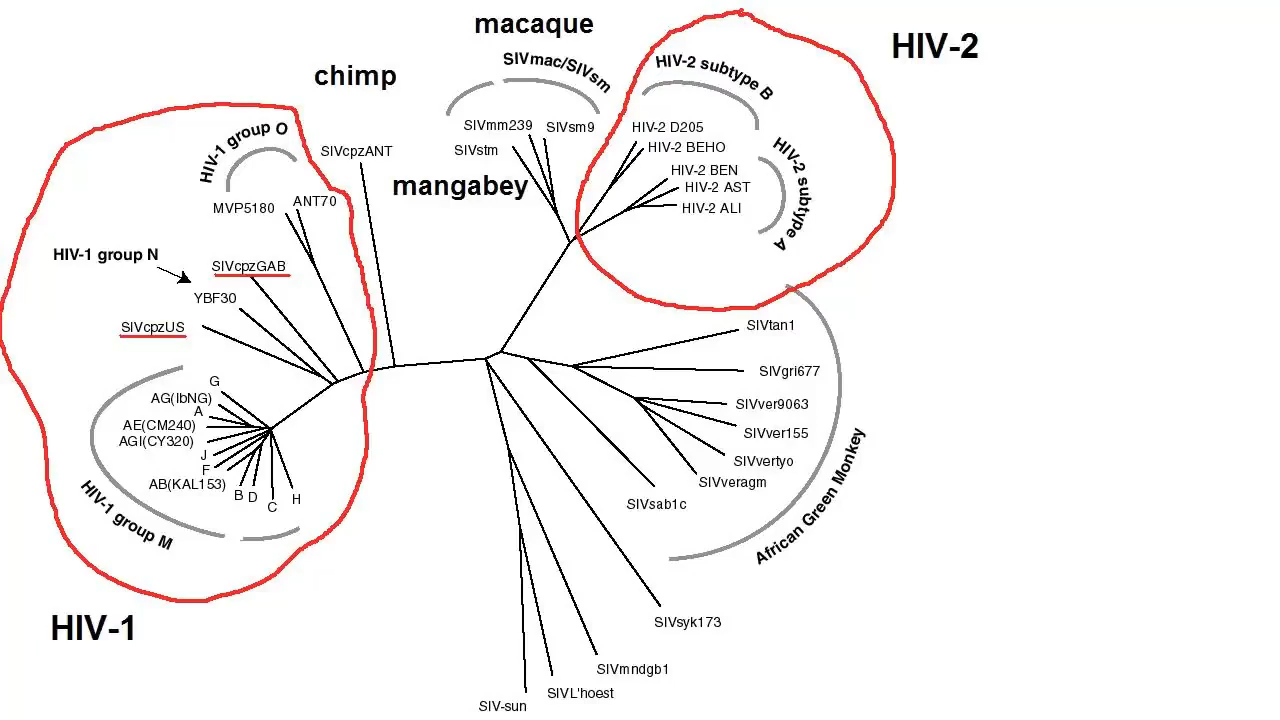 macaque
HIV-2
chimp
SIVmac/SIVsm
HIV-2 subtype B
HIV-1 group O
SIVmm239
SIVsm9
HIV-2 D205
SIVcpzANT
SIVstm
HIV-2 BEHO
HIV-2 subtype A
mangabey
HIV-2 BEN
HIV-2 AST
MVP5180
ANT70
HIV-2 ALI
HIV-1 group N
SIVcpzGAB
YBF30
SIVcpzUS
SIVtan1
SIVgri677
G
AG(IbNG)
A
AE(CM240)
AGI(CY320)
J
F
AB(KAL153)
B
D
C
H
SIVver9063
SIVver155
SIVvertyo
SIVveragm
SIVsab1c
African Green Monkey
HIV-1 group M
HIV-1
SIVsyk173
SIVmndgb1
SIVL'hoest
SIV-sun